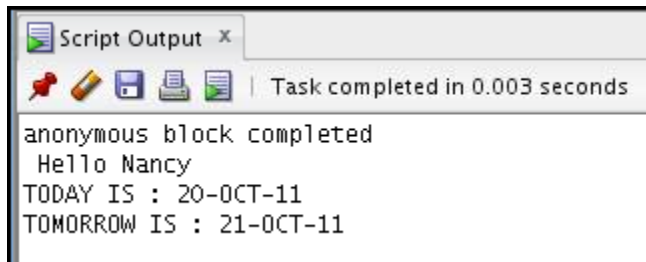 Script Output x
Task completed in 0.003 seconds
anonymous block completed
Hello Nancy
TODAY IS : 20-OCT-11
TOMORROW IS : 21-OCT-11